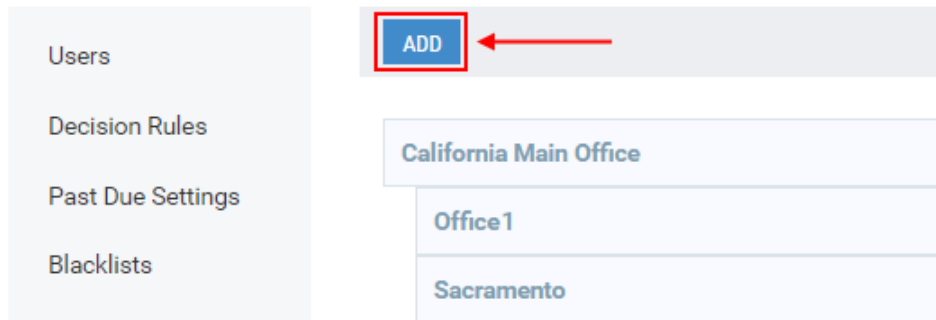 Users
Decision Rules
Past Due Settings
Blacklists
ADD
California Main Office
Office1
Sacramento